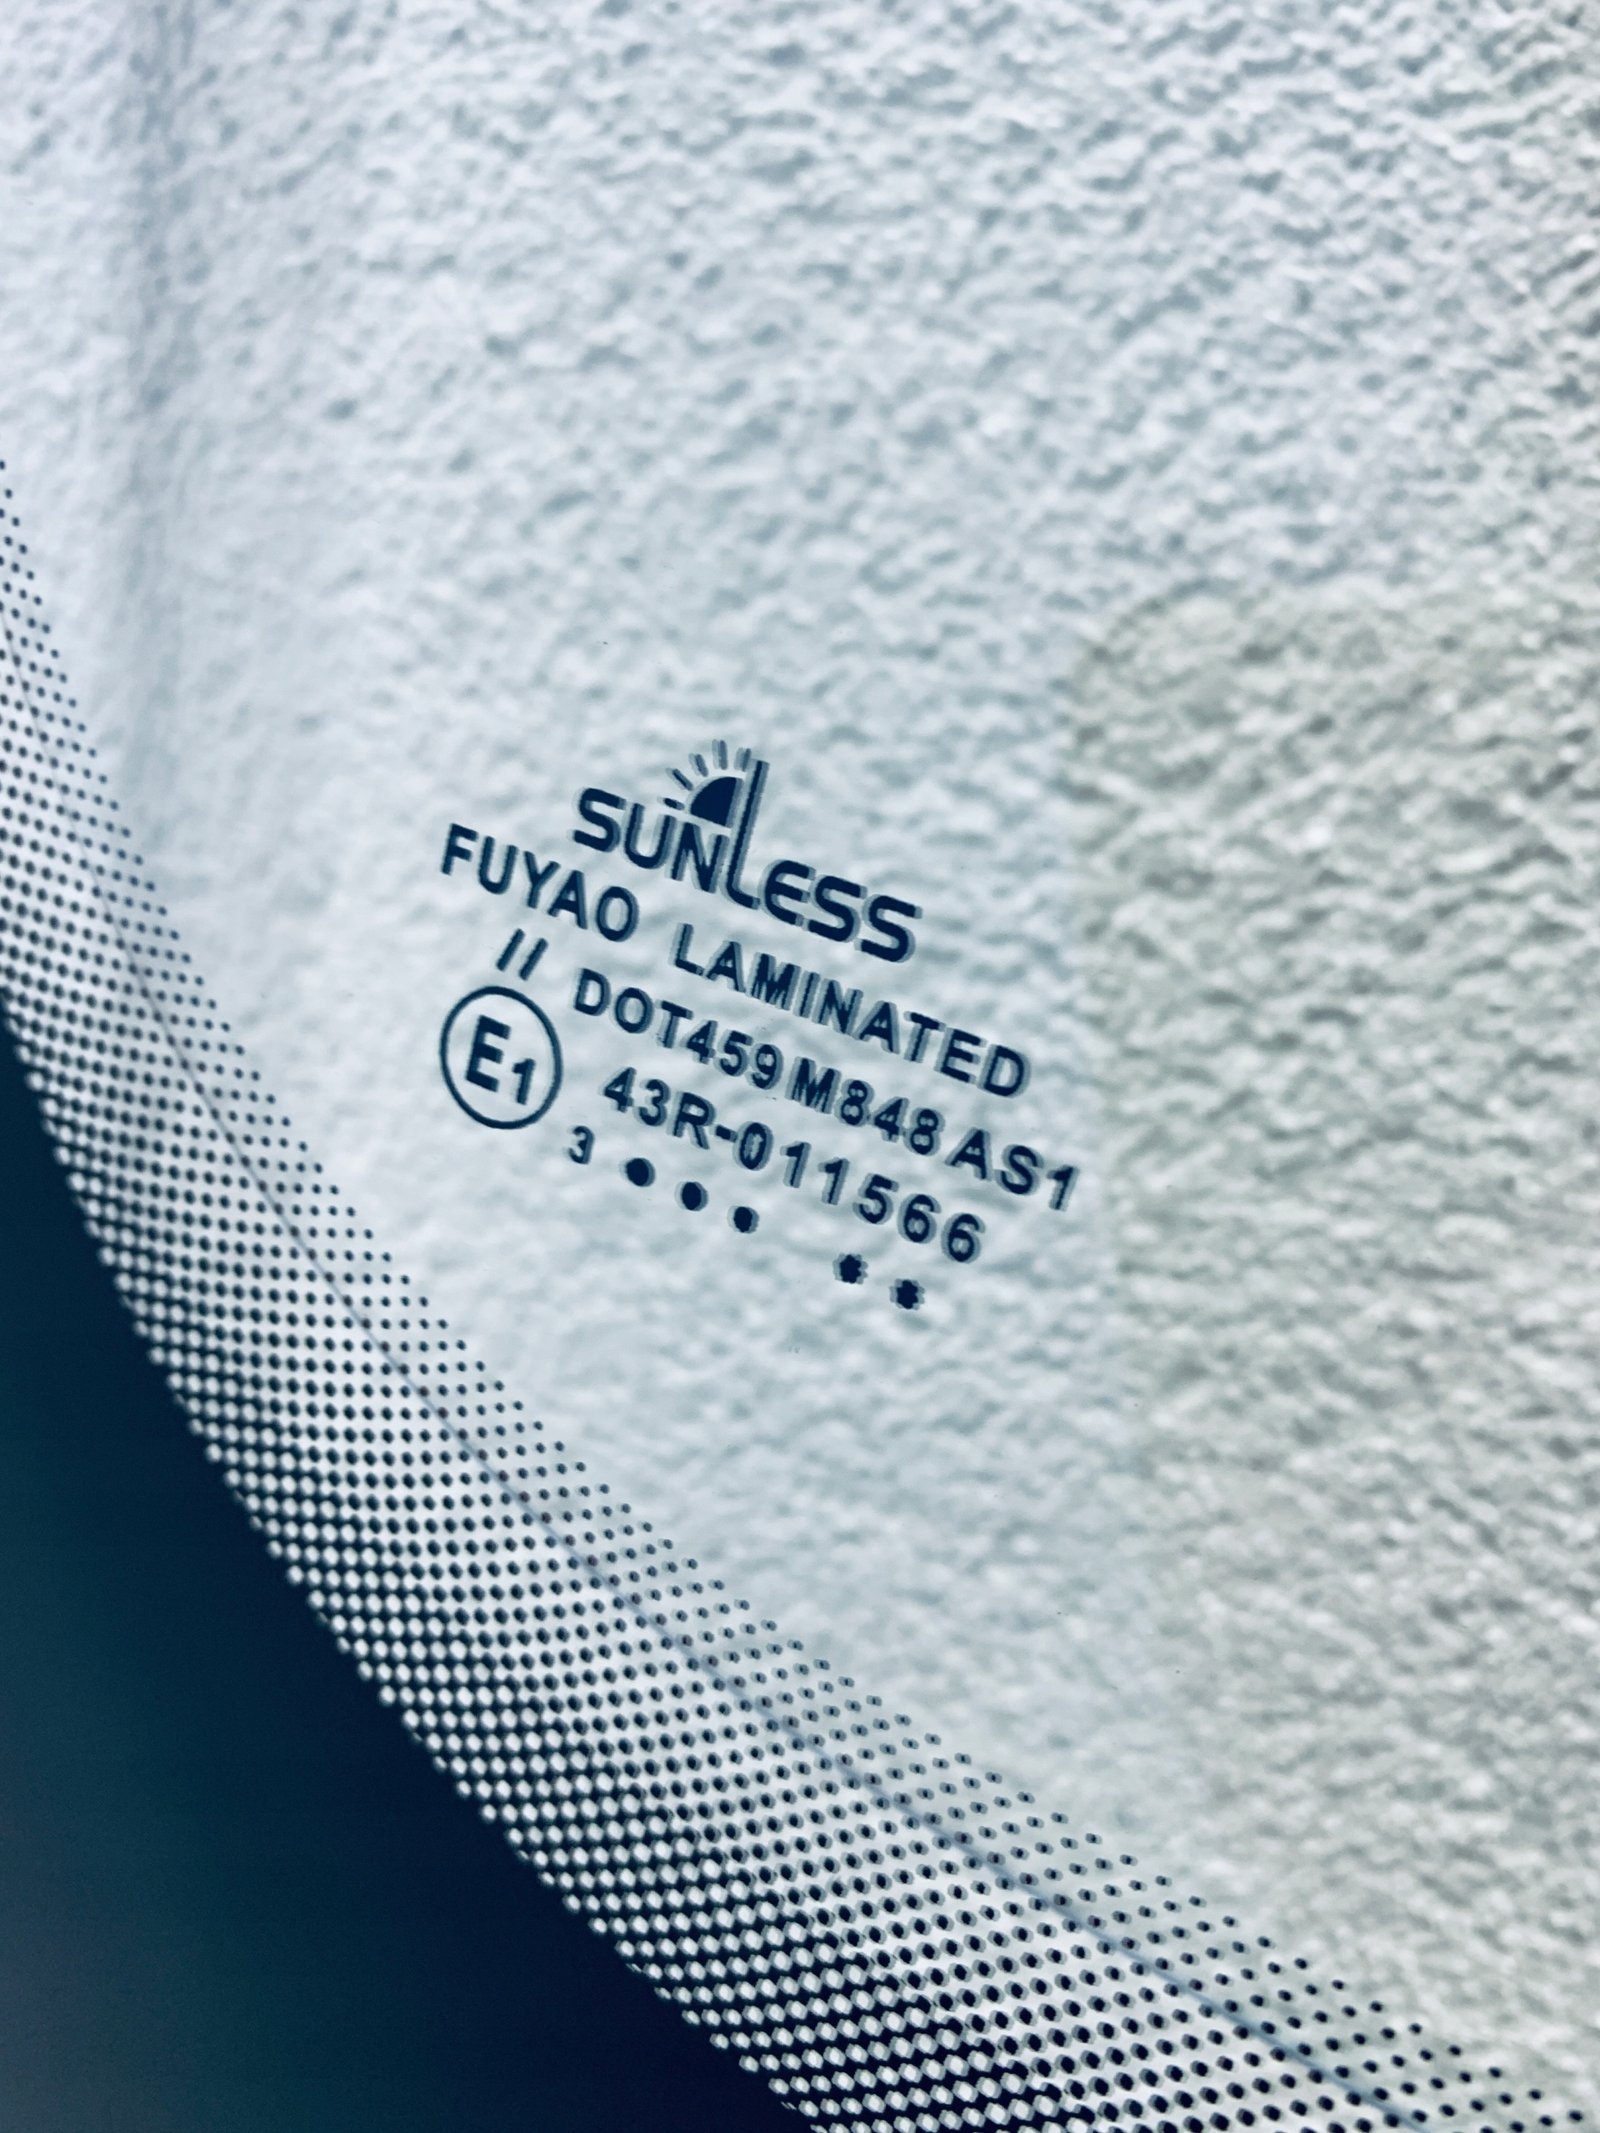 SUNLESS
FUYAO LAMINATED
// DOT459 M848 AS1
E1 43R-011566
3 ● ● ● ● ●